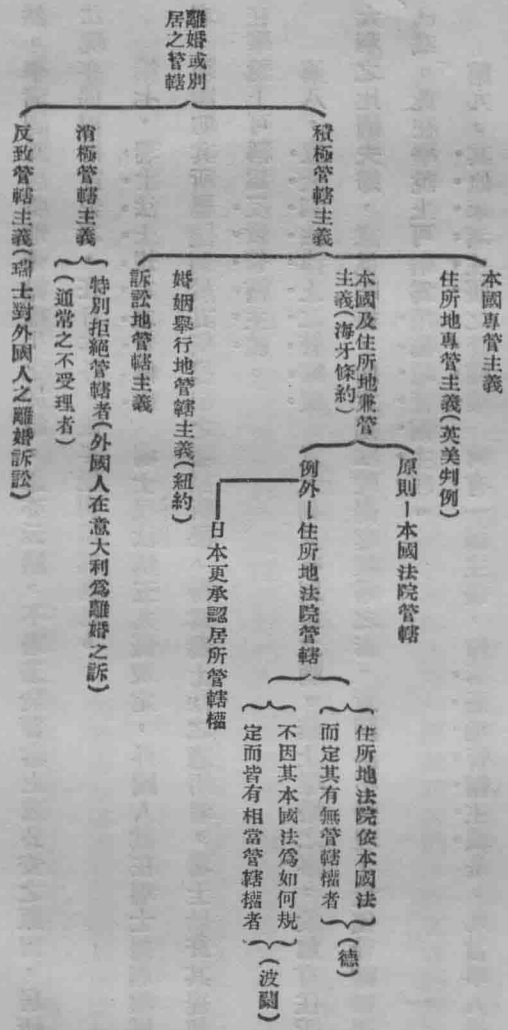 離婚或別
居之管轄
積極管轄主義
本國專管主義
住所地專管主義(英美判例)
本國及住所地兼管
主義(海牙條約)
原則—本國法院管轄
例外—住所地法院管轄
住所地法院依本國法
而定其有無管轄權者
(德)
不因其本國法爲如何規
定而皆有相當管轄權者
(波蘭)
日本更承認居所管轄權
婚姻舉行地管轄主義(紐約)
訴訟地管轄主義
消極管轄主義
特別拒絕管轄者(外國人在意大利爲離婚之訴)
(通常之不受理者)
反致管轄主義(瑞士對外國人之離婚訴訟)